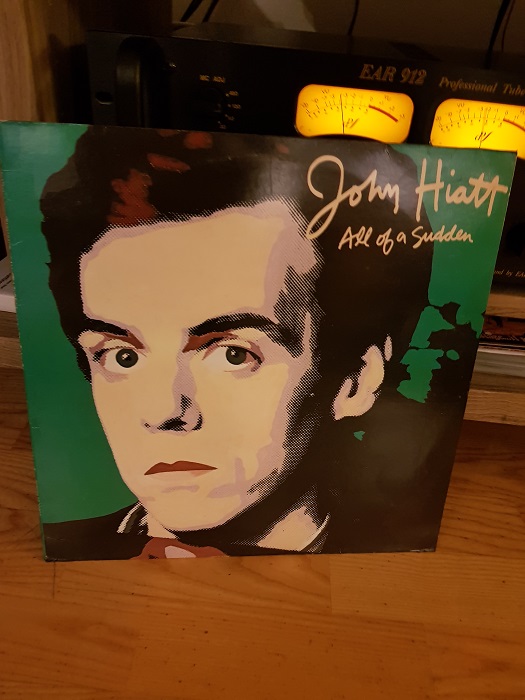 EAR 912
Professional Tube
John Hiatt
All of a Sudden